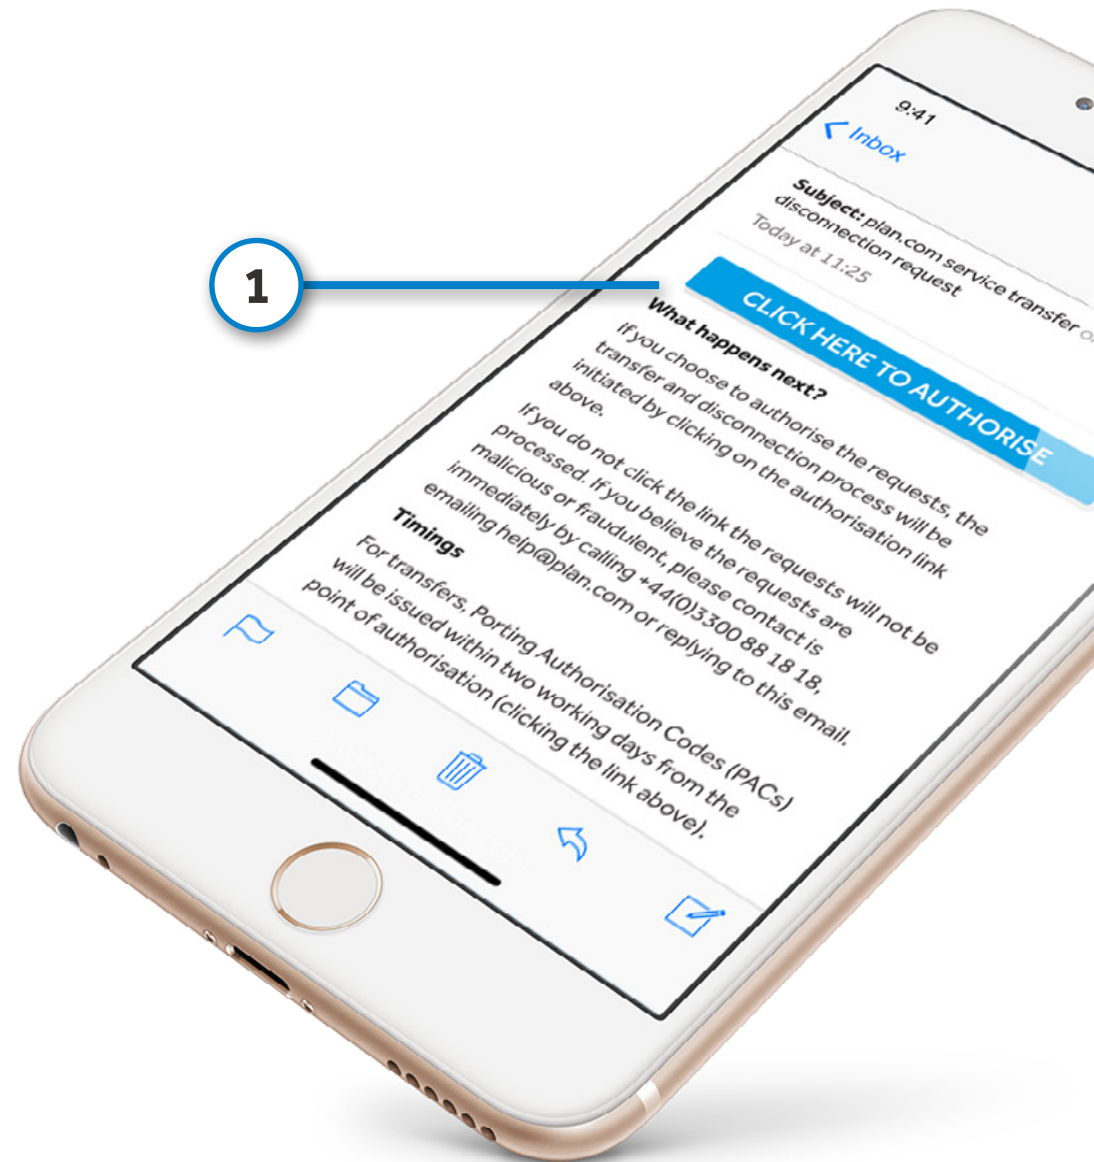 9:41
Inbox
Subject: plan.com service transfer o
disconnection request
Today at 11:25
1
CLICK HERE TO AUTHORISE
What happens next?
If you choose to authorise the requests, the
transfer and disconnection process will be
initiated by clicking on the authorisation link
above.
If you do not click the link the requests will not be
processed. If you believe the requests are
malicious or fraudulent, please contact is
immediately by calling +44(0)3300 88 18 18,
emailing help@plan.com or replying to this email.
Timings
For transfers, Porting Authorisation Codes (PACs)
will be issued within two working days from the
point of authorisation (clicking the link above).